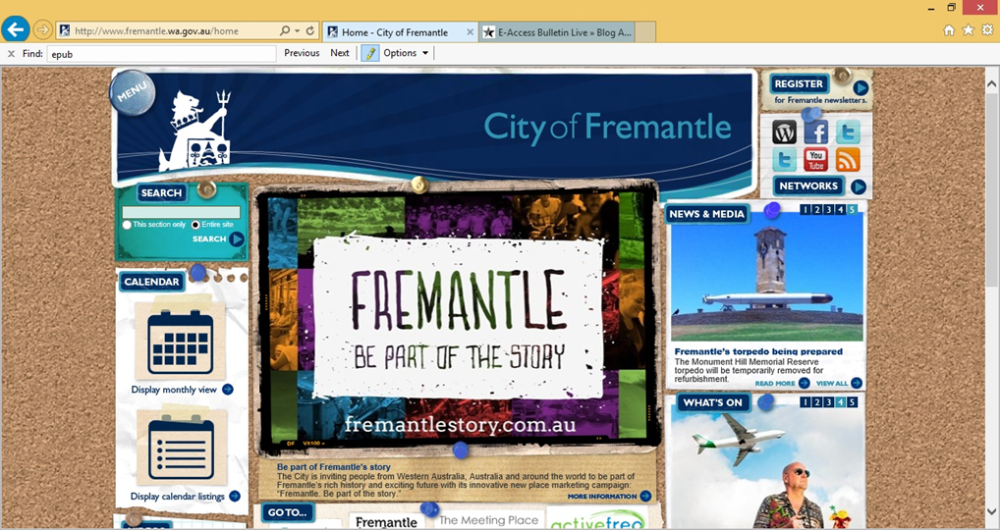 http://www.fremantle.wa.gov.au/home
Home - City of Fremantle
E-Access Bulletin Live » Blog A...
Find: epub
Previous Next Options
MENU
City of Fremantle
REGISTER
for Fremantle newsletters.
You Tube
NETWORKS
SEARCH
This section only Entire site
SEARCH
CALENDAR
Display monthly view
Display calendar listings
FREMANTLE
BE PART OF THE STORY
fremantlestory.com.au
DF VX100
Be part of Fremantle's story
The City is inviting people from Western Australia, Australia and around the world to be part of
Fremantle's rich history and exciting future with its innovative new place marketing campaign:
"Fremantle. Be part of the story."
MORE INFORMATION
GO TO...
Fremantle
The Meeting Place
activefreo
NEWS & MEDIA
1 2 3 4 5
Fremantle's torpedo being prepared
The Monument Hill Memorial Reserve
torpedo will be temporarily removed for
refurbishment.
READ MORE VIEW ALL
WHAT'S ON
1 2 3 4 5